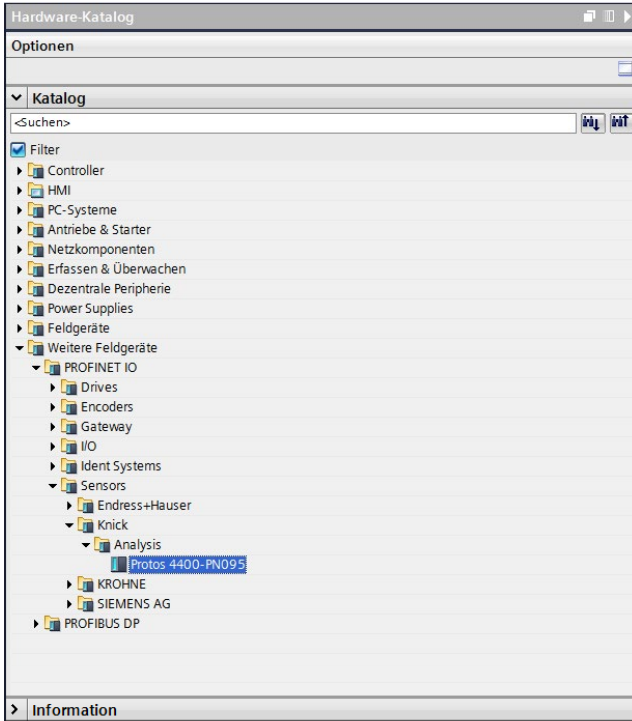 Hardware-Katalog
Optionen
Katalog
<Suchen>
Filter
Controller
HMI
PC-Systeme
Antriebe & Starter
Netzkomponenten
Erfassen & Überwachen
Dezentrale Peripherie
Power Supplies
Feldgeräte
Weitere Feldgeräte
PROFINET IO
Drives
Encoders
Gateway
I/O
Ident Systems
Sensors
Endress+Hauser
Knick
Analysis
Protos 4400-PN095
KROHNE
SIEMENS AG
PROFIBUS DP
Information